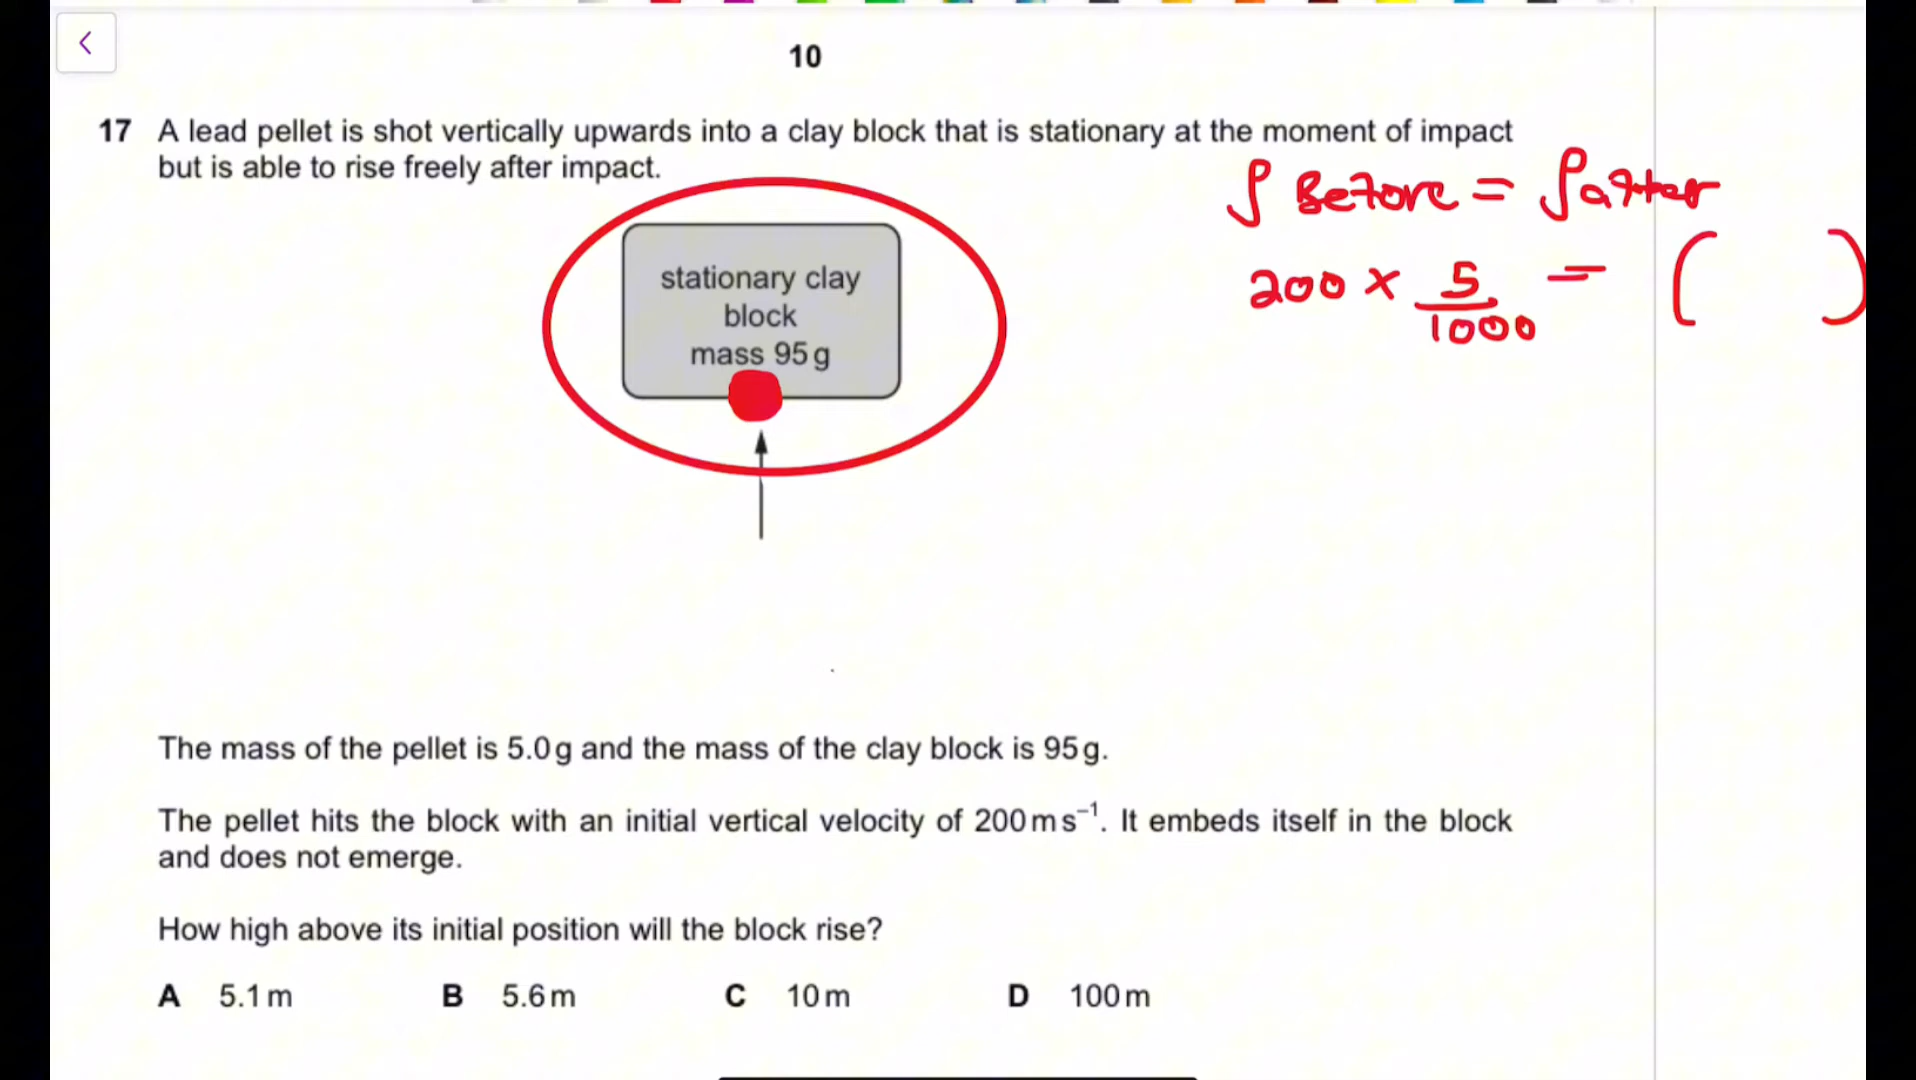 10
17 A lead pellet is shot vertically upwards into a clay block that is stationary at the moment of impact
but is able to rise freely after impact.
ρ Before = ρ after
200 × 5/1000 = ( )
stationary clay
block
mass 95 g
The mass of the pellet is 5.0 g and the mass of the clay block is 95 g.
The pellet hits the block with an initial vertical velocity of 200 m s⁻¹. It embeds itself in the block
and does not emerge.
How high above its initial position will the block rise?
A 5.1 m B 5.6 m C 10 m D 100 m